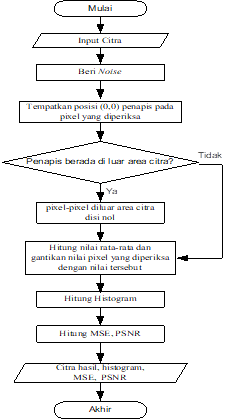 Mulai
Input Citra
Beri Noise
Tempatkan posisi (0,0) penapis pada
pixel yang diperiksa
Penapis berada di luar area citra?
Tidak
Ya
pixel-pixel diluar area citra
disi nol
Hitung nilai rata-rata dan
gantikan nilai pixel yang diperiksa
dengan nilai tersebut
Hitung Histogram
Hitung MSE, PSNR
Citra hasil, histogram,
MSE, PSNR
Akhir